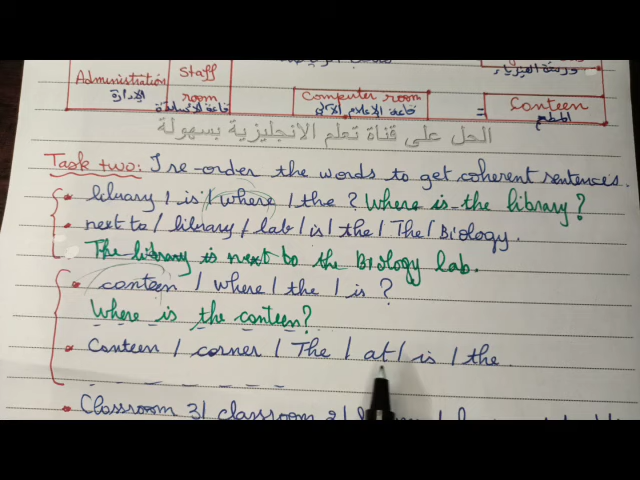 Administration
الإدارة
Staff room
قاعة الأساتذة
Computer room
قاعة الإعلام الآلي
=
Canteen
المطعم
الحل على قناة تعلم الانجليزية بسهولة
Task two: I re-order the words to get coherent sentences.
• library / is / where / the ? Where is the library?
• next to / library / lab / is / the / The / Biology.
The library is next to the Biology lab.
• canteen / where / the / is ?
Where is the canteen?
• Canteen / corner / The / at / is / the
• Classroom 3/ classroom 2/